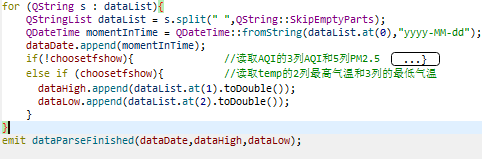 for (QString s : dataList){
QStringList dataList = s.split(" ",QString::SkipEmptyParts);
QDateTime momentInTime = QDateTime::fromString(dataList.at(0),"yyyy-MM-dd");
dataDate.append(momentInTime);
if(!choosetfshow){ //读取AQI的3列AQI和5列PM2.5 ...}
else if (choosetfshow){ //读取temp的2列最高气温和3列的最低气温
dataHigh.append(dataList.at(1).toDouble());
dataLow.append(dataList.at(2).toDouble());
}
}
emit dataParseFinished(dataDate,dataHigh,dataLow);